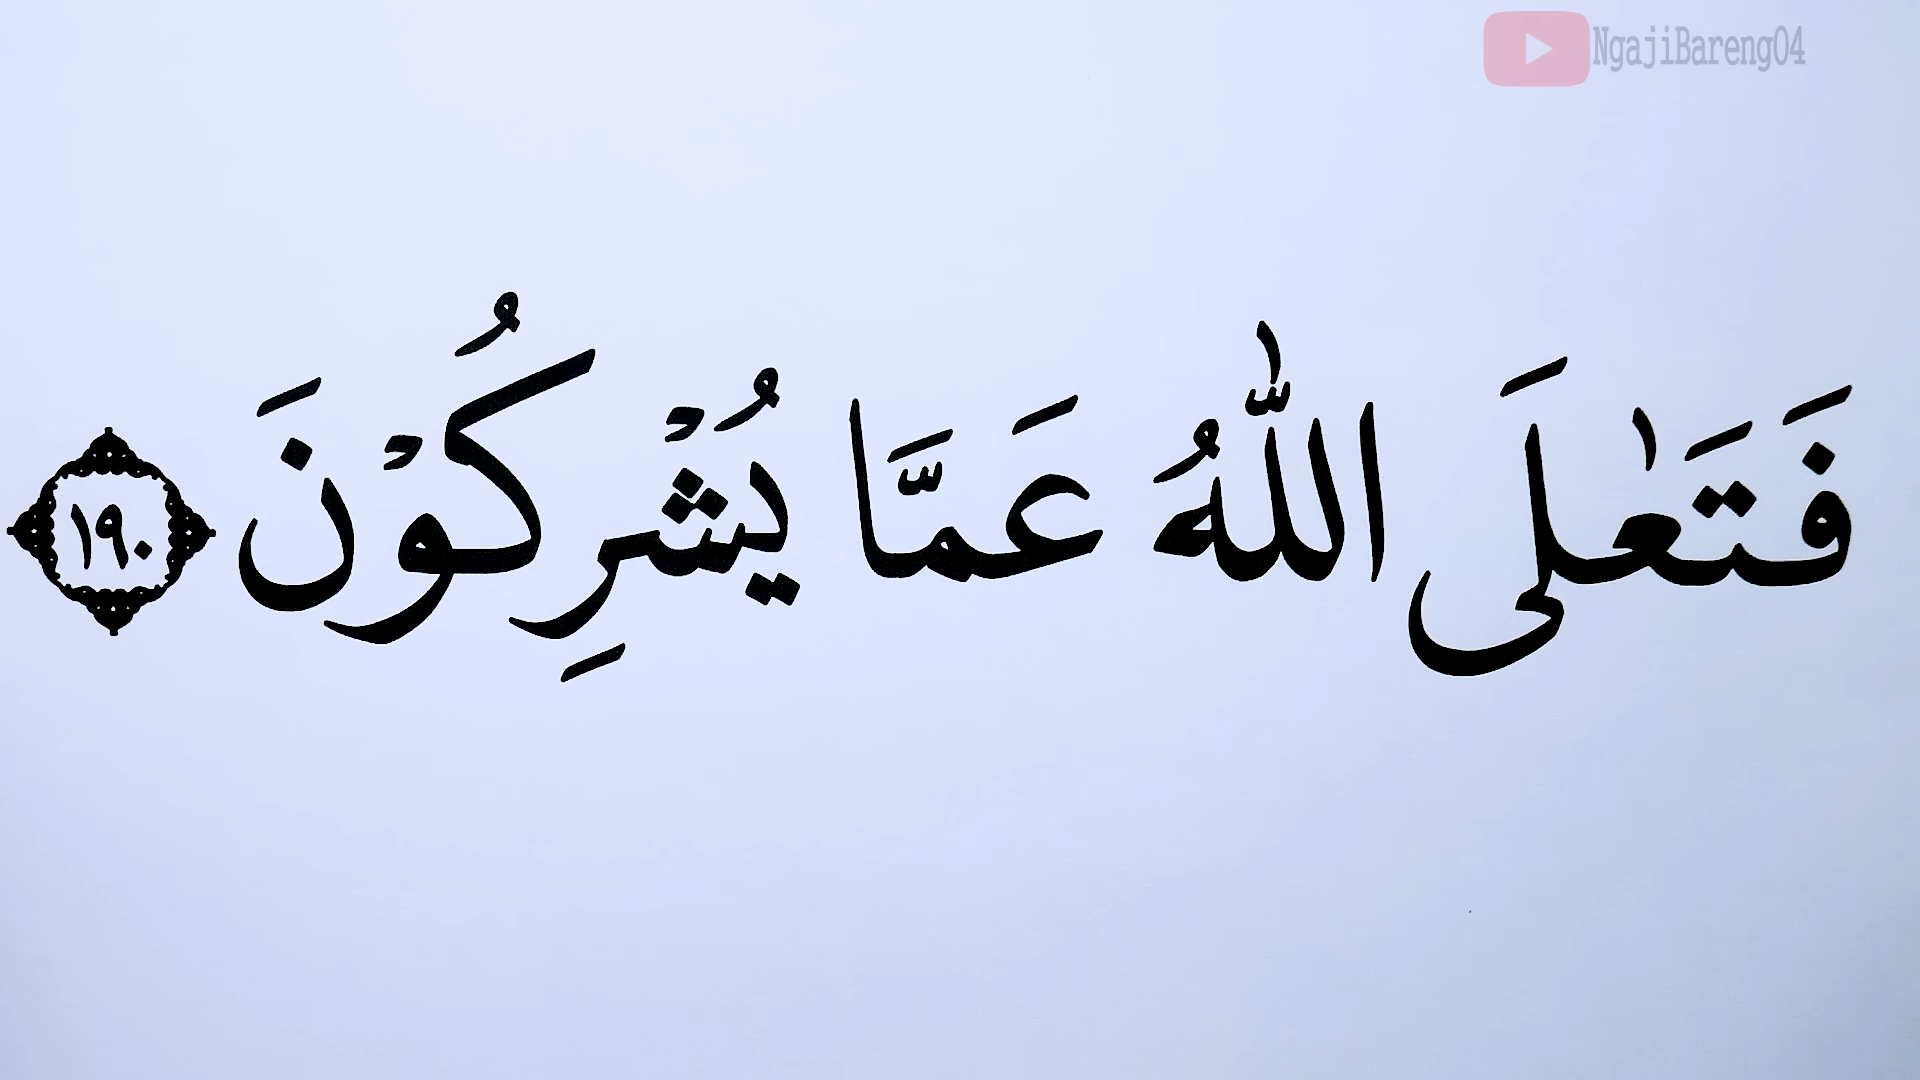 NgajiBareng04
فَتَعٰلَى اللّٰهُ عَمَّا يُشْرِكُوْنَ ١٩٠